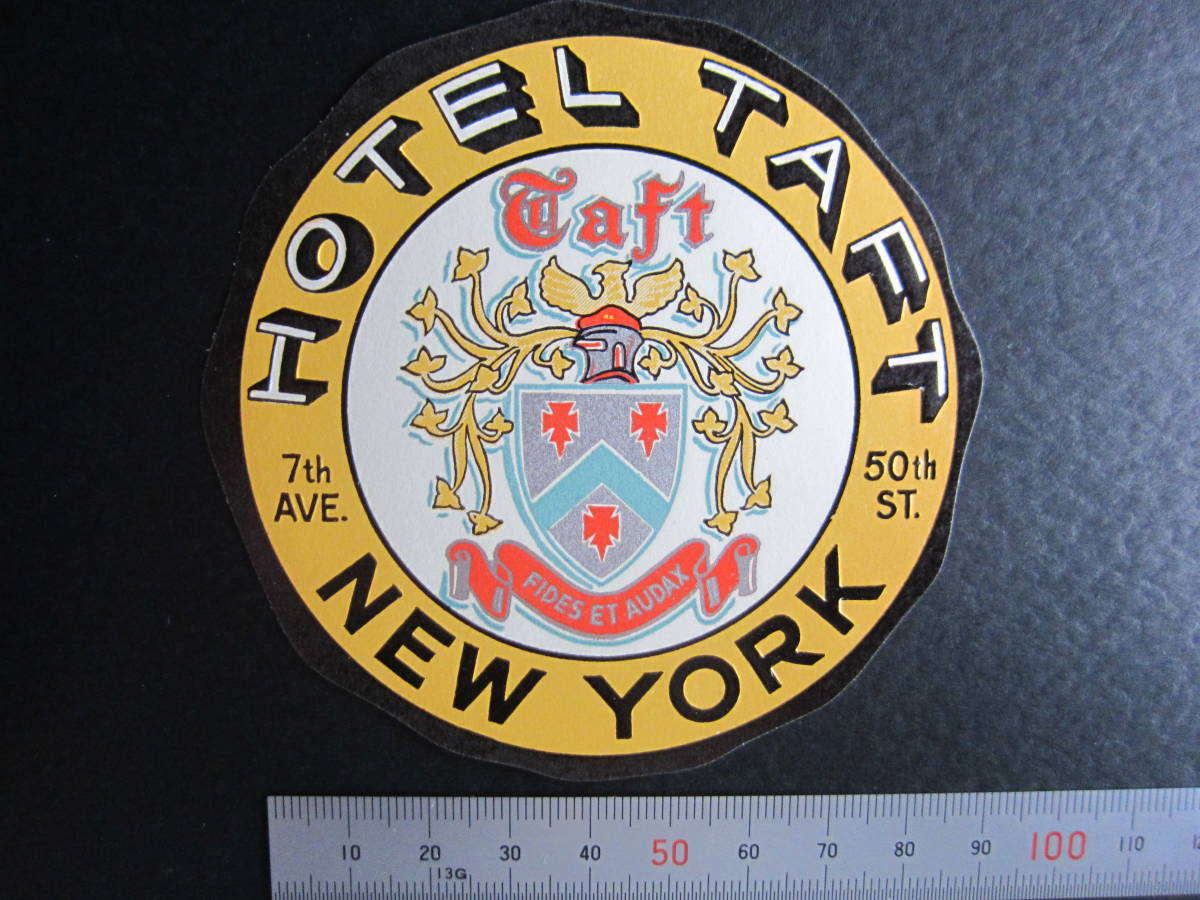 HOTEL TAFT
Taft
7th
AVE.
50th
ST.
FIDES ET AUDAX
NEW YORK
10 20 30 40 50 60 70 80 90 100 110
13G